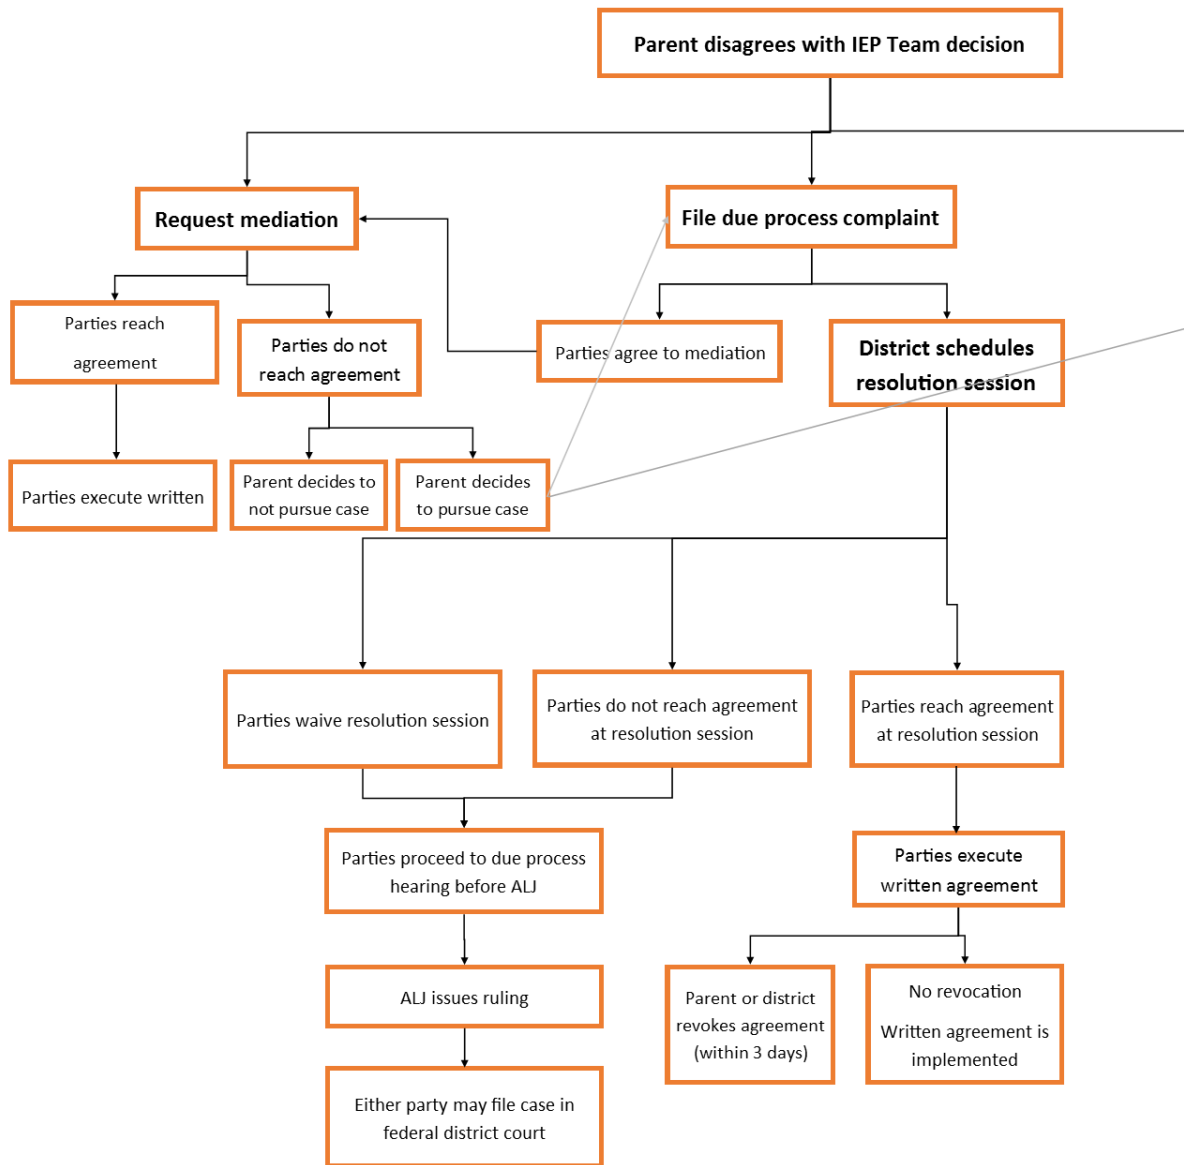 Parent disagrees with IEP Team decision
Request mediation
File due process complaint
Parties reach
agreement
Parties do not
reach agreement
Parties agree to mediation
District schedules
resolution session
Parties execute written
Parent decides to
not pursue case
Parent decides
to pursue case
Parties waive resolution session
Parties do not reach agreement
at resolution session
Parties reach agreement
at resolution session
Parties proceed to due process
hearing before ALJ
Parties execute
written agreement
ALJ issues ruling
Parent or district
revokes agreement
(within 3 days)
No revocation
Written agreement is
implemented
Either party may file case in
federal district court